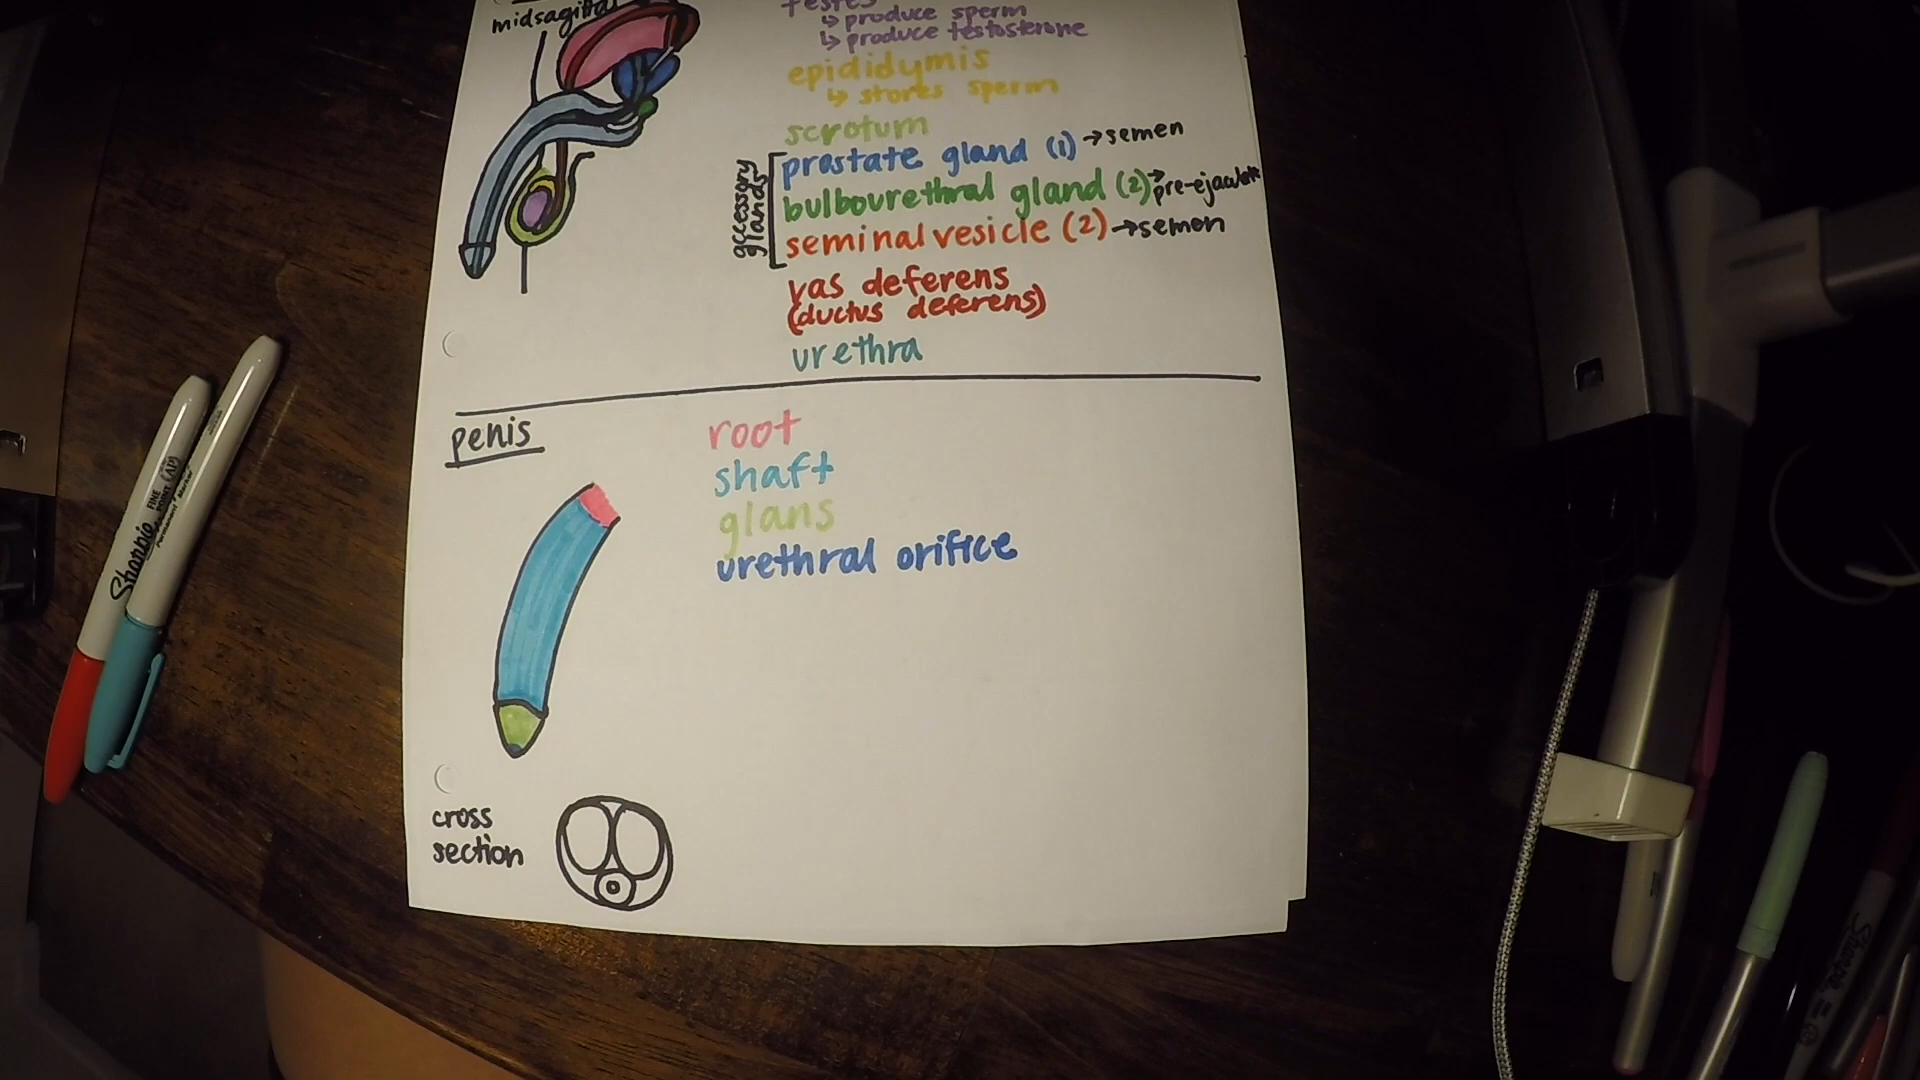 midsagittal
testes
↳ produce sperm
↳ produce testosterone
epididymis
↳ stores sperm
scrotum
accessory glands
prostate gland (1) → semen
bulbourethral gland (2) → pre-ejaculate
seminal vesicle (2) → semen
vas deferens
(ductus deferens)
urethra
penis
root
shaft
glans
urethral orifice
cross
section
Sharpie
FINE POINT
Permanent Marker